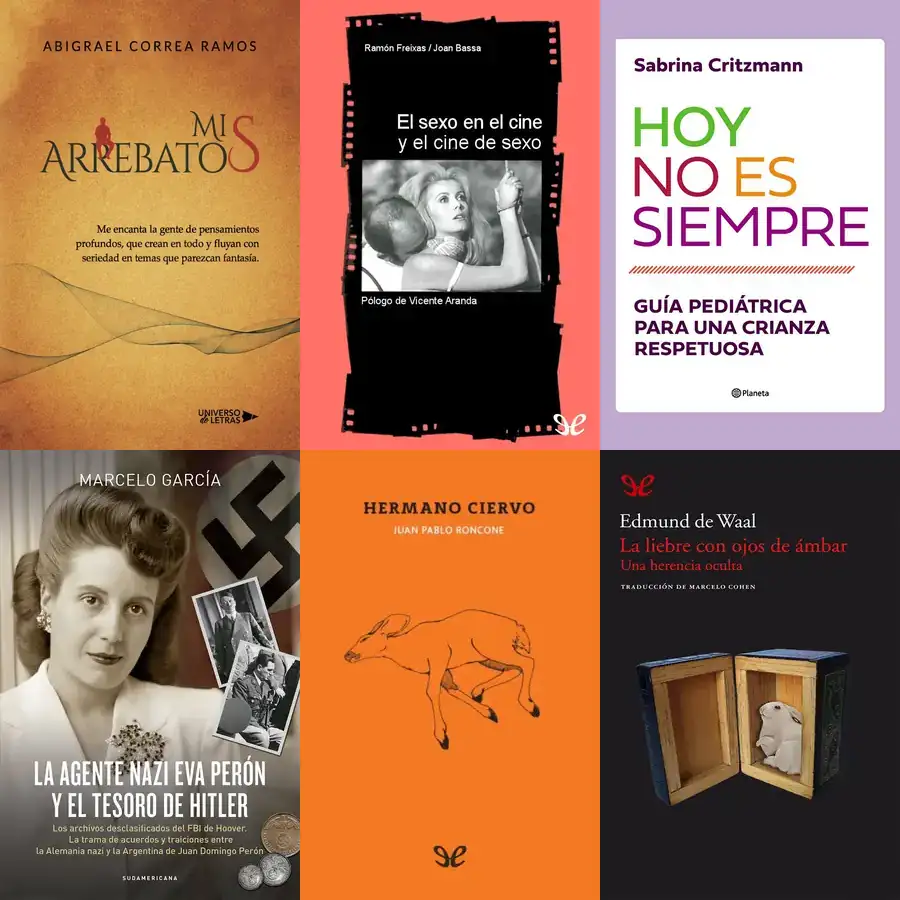 ABIGRAEL CORREA RAMOS
MIS
ARREBATOS
Me encanta la gente de pensamientos
profundos, que crean en todo y fluyan con
seriedad en temas que parezcan fantasía.
UNIVERSO
de LETRAS
Ramón Freixas / Joan Bassa
El sexo en el cine
y el cine de sexo
Pólogo de Vicente Aranda
Sabrina Critzmann
HOY
NO ES
SIEMPRE
GUÍA PEDIÁTRICA
PARA UNA CRIANZA
RESPETUOSA
Planeta
MARCELO GARCÍA
LA AGENTE NAZI EVA PERÓN
Y EL TESORO DE HITLER
Los archivos desclasificados del FBI de Hoover.
La trama de acuerdos y traiciones entre
la Alemania nazi y la Argentina de Juan Domingo Perón
SUDAMERICANA
HERMANO CIERVO
JUAN PABLO RONCONE
Edmund de Waal
La liebre con ojos de ámbar
Una herencia oculta
TRADUCCIÓN DE MARCELO COHEN